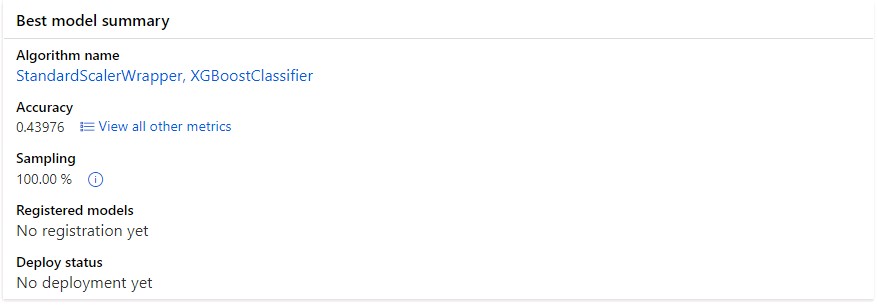 Best model summary
Algorithm name
StandardScalerWrapper, XGBoostClassifier
Accuracy
0.43976 View all other metrics
Sampling
100.00 %
Registered models
No registration yet
Deploy status
No deployment yet